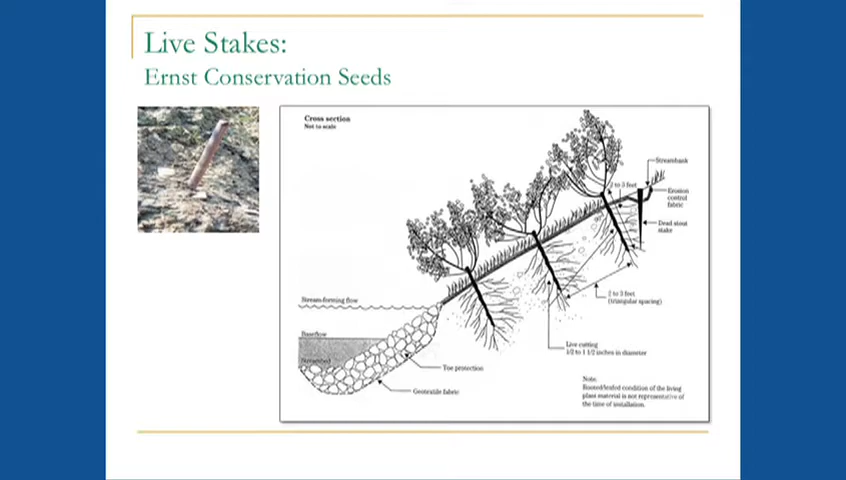 Live Stakes:
Ernst Conservation Seeds
Cross section
Not to scale
Streambank
2 to 3 feet
Erosion
control
fabric
Dead stout
stake
Stream-forming flow
2 to 3 feet
(triangular spacing)
Baseflow
Live cutting
1/2 to 1 1/2 inches in diameter
Streambed
Toe protection
Geotextile fabric
Note:
Rooted/leafed condition of the living
plant material is not representative of
the time of installation.